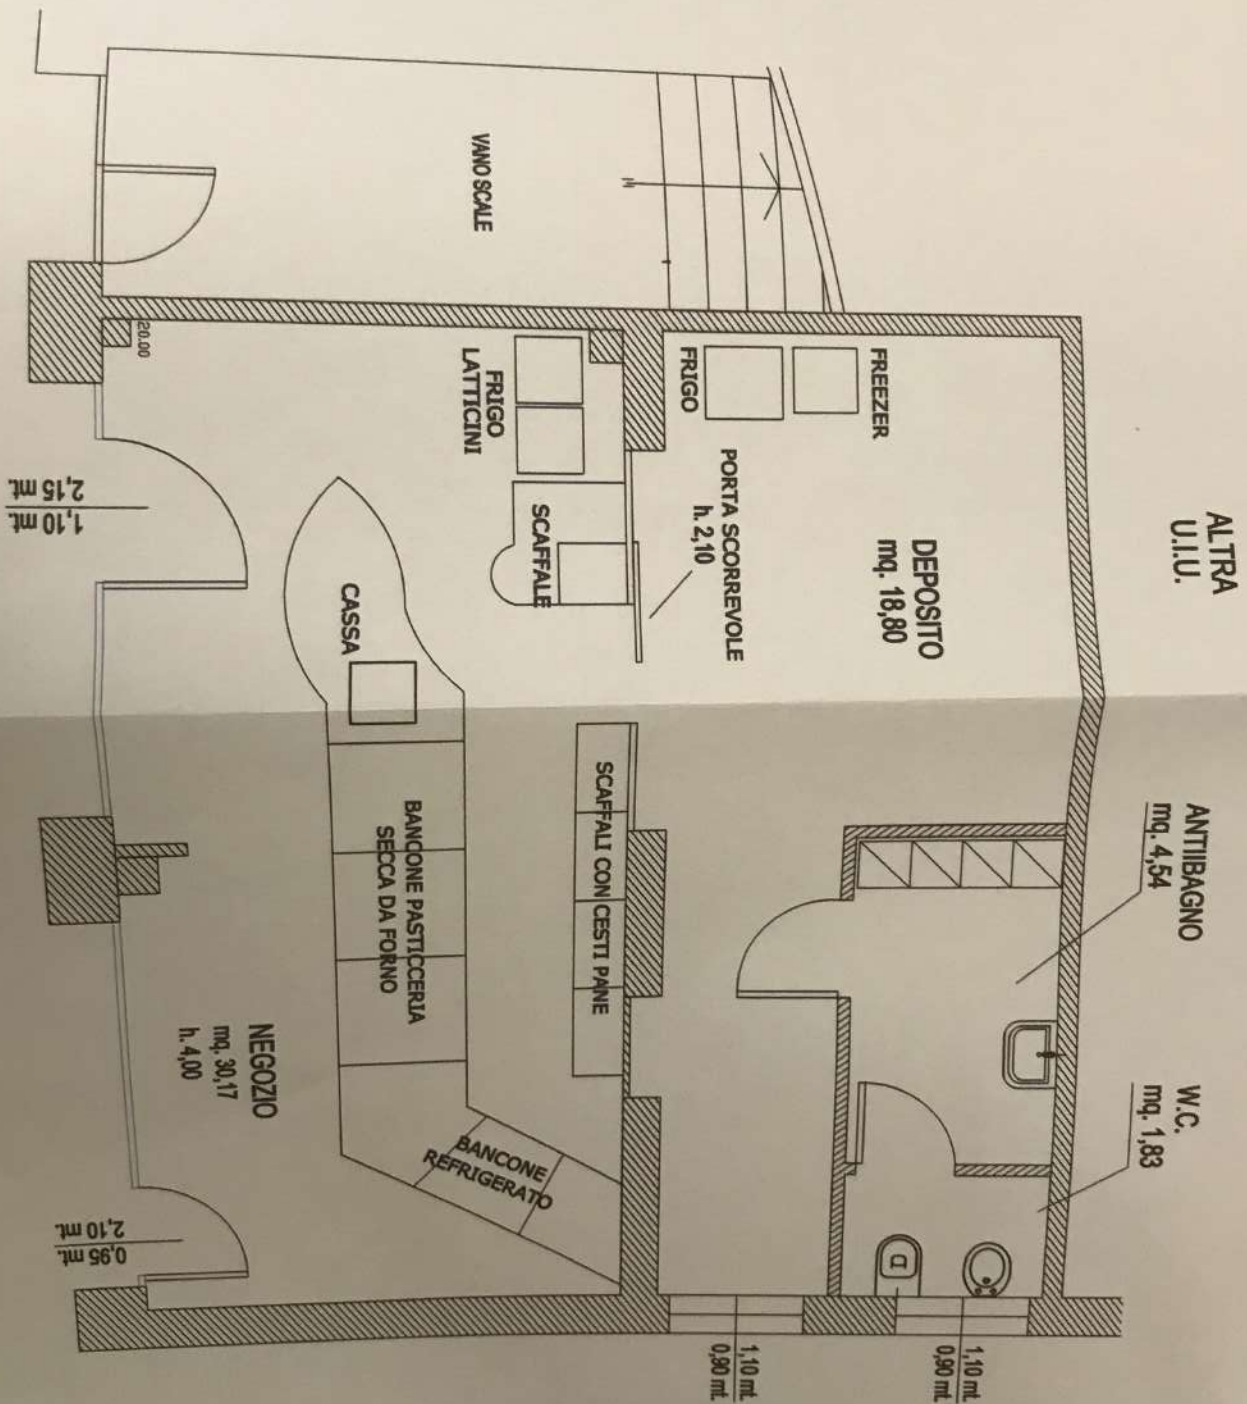 ALTRA
U.I.U.
ANTIIBAGNO
mq. 4,54
W.C.
mq. 1,83
FREEZER
FRIGO
DEPOSITO
mq. 18,80
PORTA SCORREVOLE
h. 2,10
1,10 mt.
0,90 mt.
1,10 mt.
0,90 mt.
VANO SCALE
FRIGO
LATTICINI
SCAFFALE
SCAFFALI CON CESTI PANE
CASSA
BANCONE PASTICCERIA
SECCA DA FORNO
BANCONE
REFRIGERATO
20.00
NEGOZIO
mq. 30,17
h. 4,00
1,10 mt.
2,15 mt.
0,95 mt.
2,10 mt.